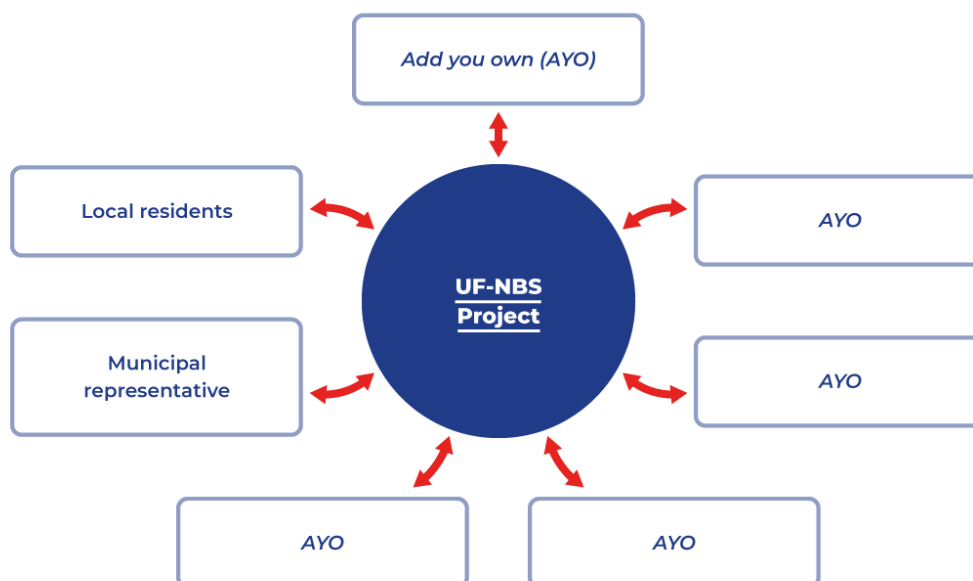 Add you own (AYO)
Local residents
AYO
UF-NBS
Project
Municipal
representative
AYO
AYO
AYO